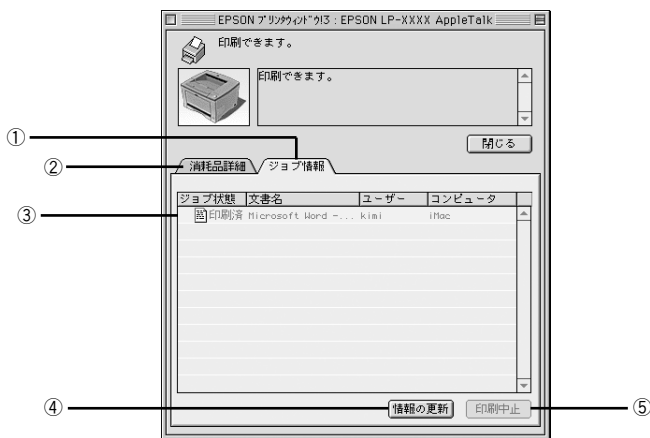 EPSON プリンタウィンドウ!3 : EPSON LP-XXXX AppleTalk
印刷できます。
印刷できます。
閉じる
①
②
消耗品詳細 ジョブ情報
ジョブ状態 文書名 ユーザー コンピュータ
③
印刷済 Microsoft Word -... kimi iMac
④
情報の更新 印刷中止
⑤